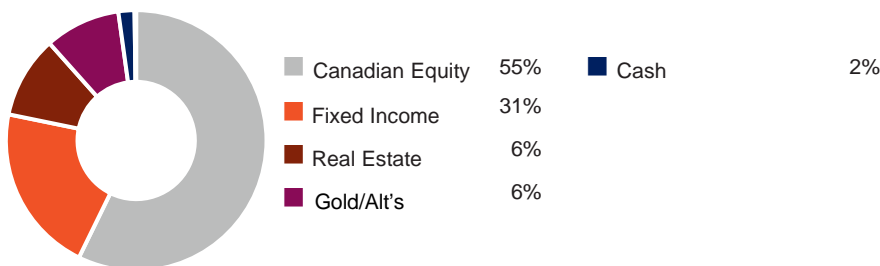 Canadian Equity 55% Cash 2%
Fixed Income 31%
Real Estate 6%
Gold/Alt's 6%